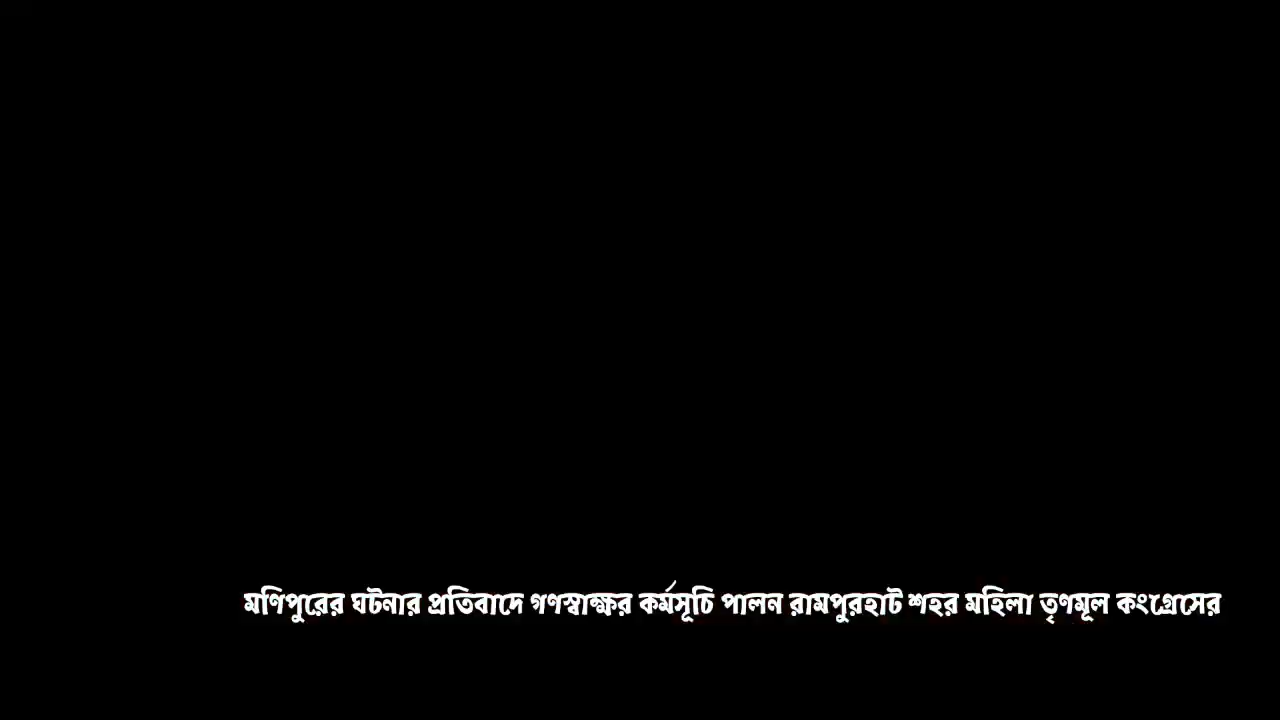 মণিপুরের ঘটনার প্রতিবাদে গণস্বাক্ষর কর্মসূচি পালন রামপুরহাট শহর মহিলা তৃণমূল কংগ্রেসের